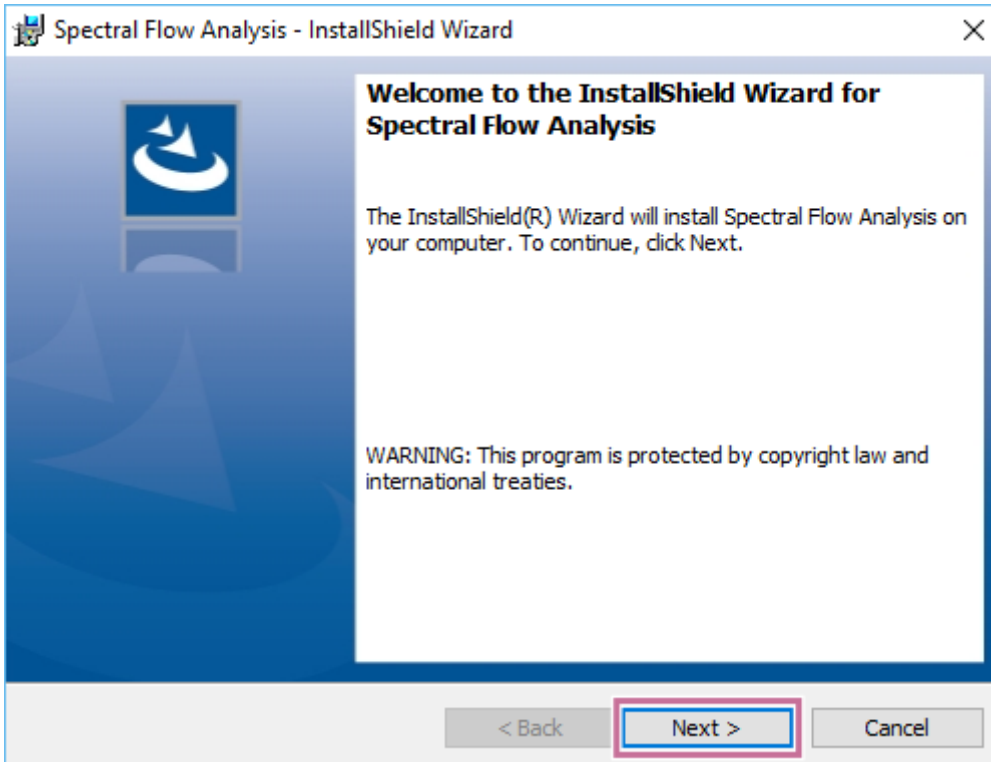 Spectral Flow Analysis - InstallShield Wizard
Welcome to the InstallShield Wizard for
Spectral Flow Analysis
The InstallShield(R) Wizard will install Spectral Flow Analysis on
your computer. To continue, click Next.
WARNING: This program is protected by copyright law and
international treaties.
< Back
Next >
Cancel